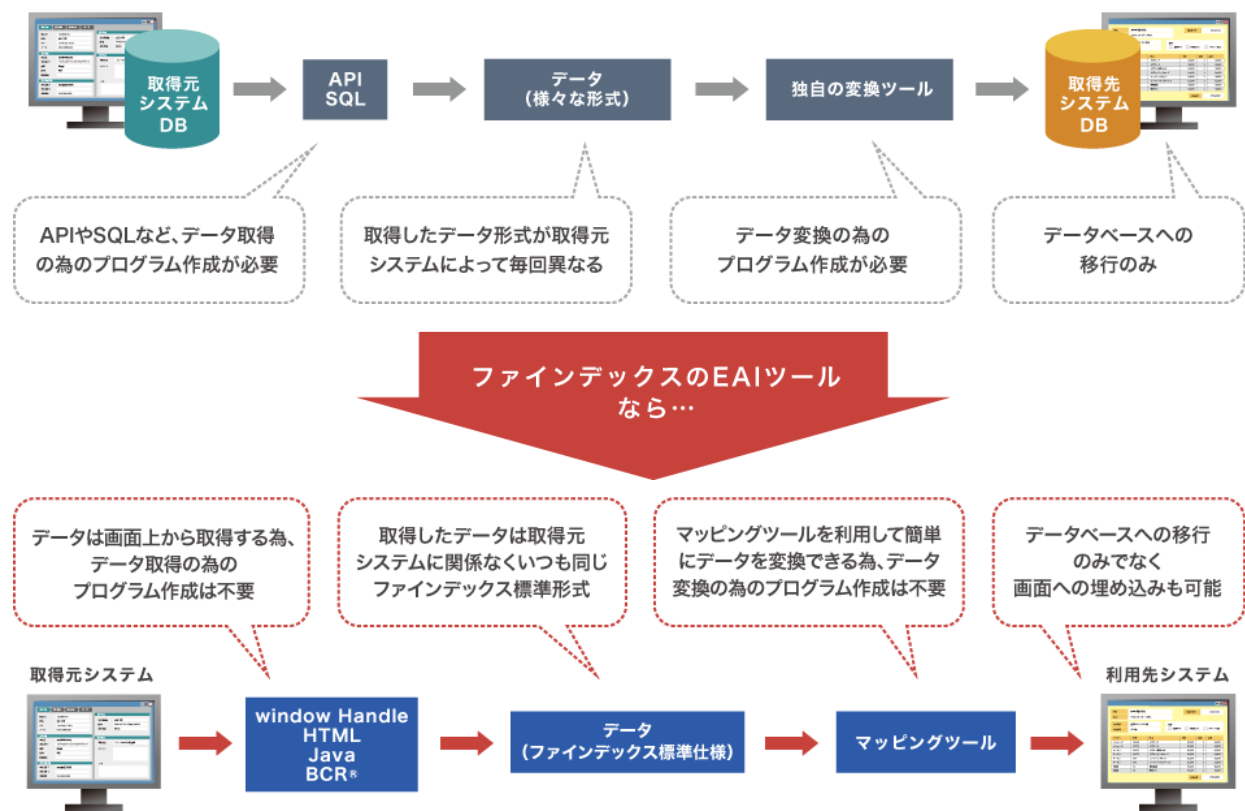 取得元
システム
DB
API
SQL
データ
(様々な形式)
独自の変換ツール
取得先
システム
DB
APIやSQLなど、データ取得
の為のプログラム作成が必要
取得したデータ形式が取得元
システムによって毎回異なる
データ変換の為の
プログラム作成が必要
データベースへの
移行のみ
ファインデックスのEAIツール
なら…
データは画面上から取得する為、
データ取得の為の
プログラム作成は不要
取得したデータは取得元
システムに関係なくいつも同じ
ファインデックス標準形式
マッピングツールを利用して簡単
にデータを変換できる為、データ
変換の為のプログラム作成は不要
データベースへの移行
のみでなく
画面への埋め込みも可能
取得元システム
window Handle
HTML
Java
BCR®
データ
(ファインデックス標準仕様)
マッピングツール
利用先システム